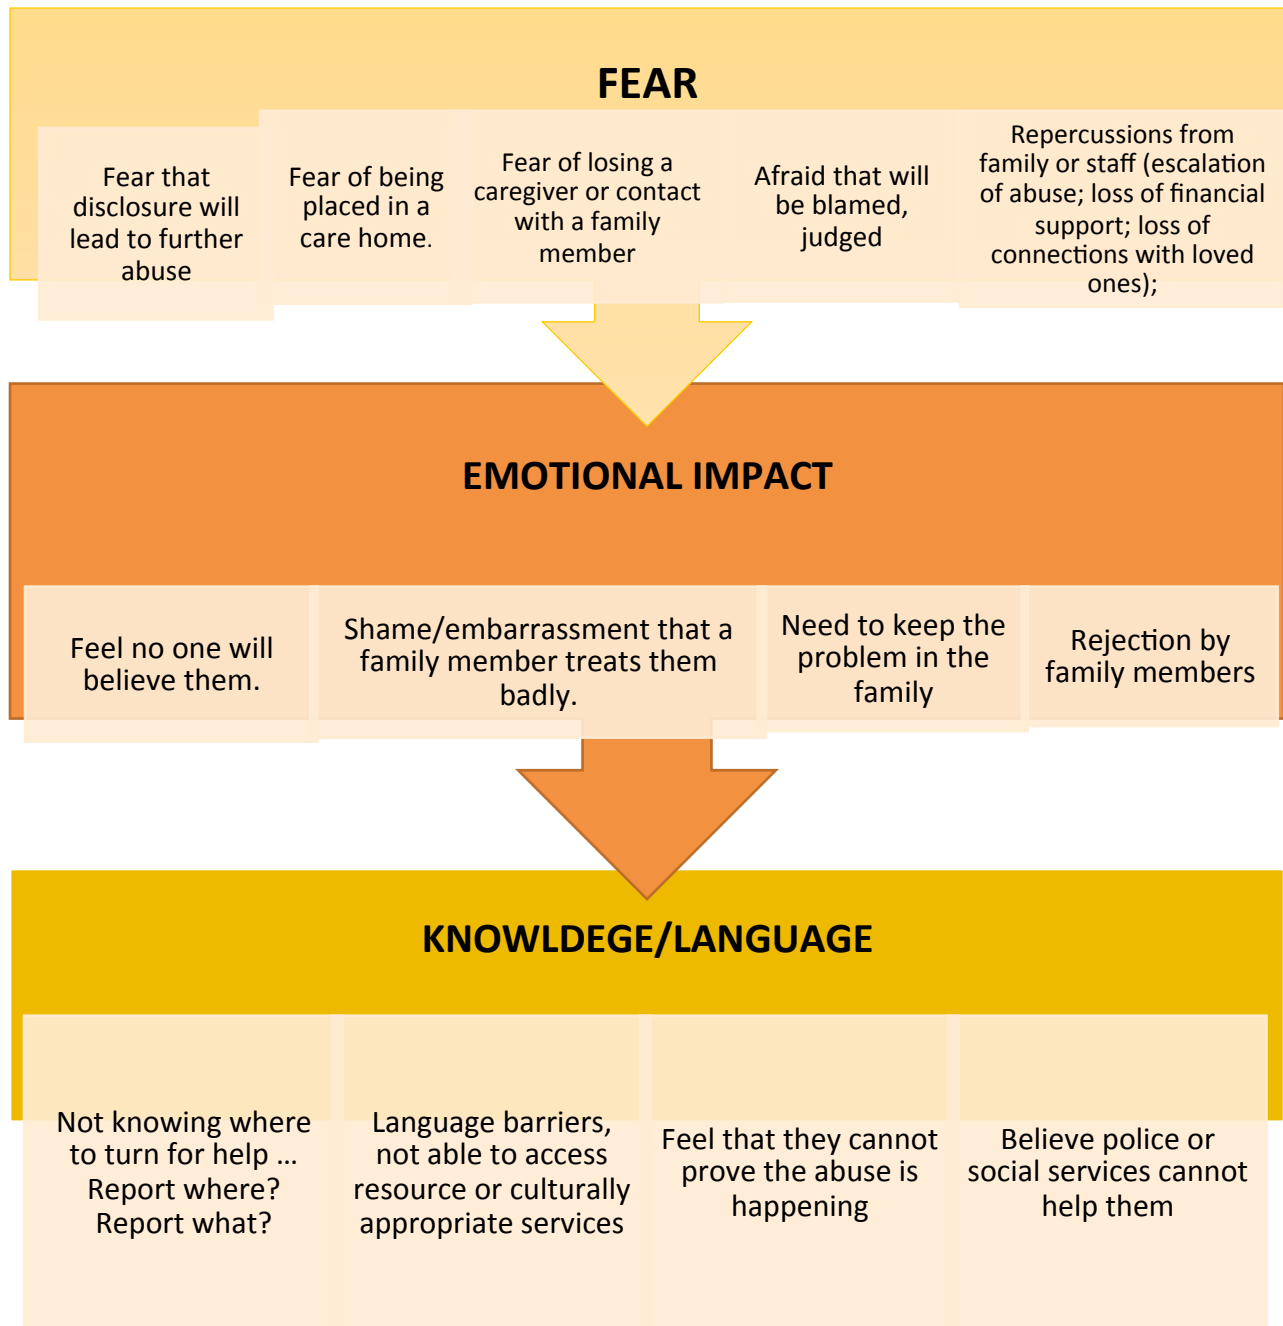 FEAR
Fear that
disclosure will
lead to further
abuse
Fear of being
placed in a
care home.
Fear of losing a
caregiver or contact
with a family
member
Afraid that will
be blamed,
judged
Repercussions from
family or staff (escalation
of abuse; loss of financial
support; loss of
connections with loved
ones);
EMOTIONAL IMPACT
Feel no one will
believe them.
Shame/embarrassment that a
family member treats them
badly.
Need to keep the
problem in the
family
Rejection by
family members
KNOWLDEGE/LANGUAGE
Not knowing where
to turn for help ...
Report where?
Report what?
Language barriers,
not able to access
resource or culturally
appropriate services
Feel that they cannot
prove the abuse is
happening
Believe police or
social services cannot
help them